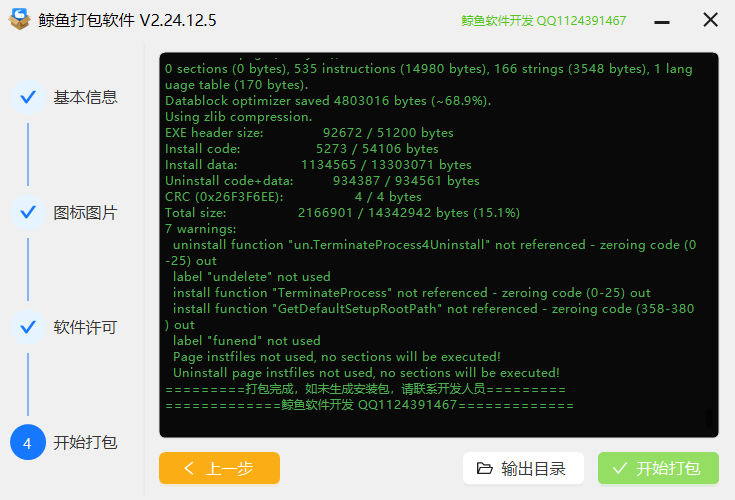 鲸鱼打包软件 V2.24.12.5
鲸鱼软件开发 QQ1124391467
基本信息
图标图片
软件许可
4 开始打包
0 sections (0 bytes), 535 instructions (14980 bytes), 166 strings (3548 bytes), 1 lang
uage table (170 bytes).
Datablock optimizer saved 4803016 bytes (~68.9%).
Using zlib compression.
EXE header size: 92672 / 51200 bytes
Install code: 5273 / 54106 bytes
Install data: 1134565 / 13303071 bytes
Uninstall code+data: 934387 / 934561 bytes
CRC (0x26F3F6EE): 4 / 4 bytes
Total size: 2166901 / 14342942 bytes (15.1%)
7 warnings:
uninstall function "un.TerminateProcess4Uninstall" not referenced - zeroing code (0
-25) out
label "undelete" not used
install function "TerminateProcess" not referenced - zeroing code (0-25) out
install function "GetDefaultSetupRootPath" not referenced - zeroing code (358-380
) out
label "funend" not used
Page instfiles not used, no sections will be executed!
Uninstall page instfiles not used, no sections will be executed!
=========打包完成，如未生成安装包，请联系开发人员=========
=============鲸鱼软件开发 QQ1124391467=============
上一步
输出目录
开始打包